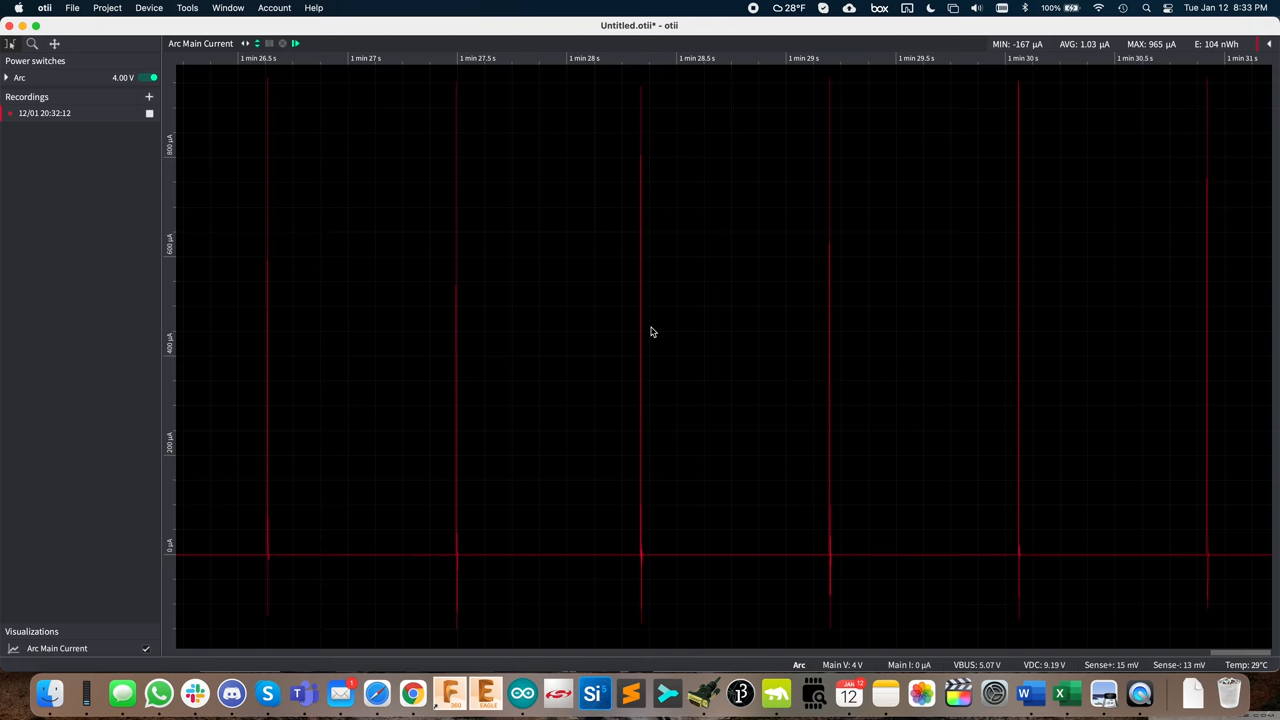 otii File Project Device Tools Window Account Help 28°F box 100% Tue Jan 12 8:33 PM
Untitled.otii* - otii
Arc Main Current MIN: -167 µA AVG: 1.03 µA MAX: 965 µA E: 104 nWh
1 min 26.5 s 1 min 27 s 1 min 27.5 s 1 min 28 s 1 min 28.5 s 1 min 29 s 1 min 29.5 s 1 min 30 s 1 min 30.5 s 1 min 31 s
Power switches
Arc 4.00 V
Recordings +
12/01 20:32:12
800 µA
600 µA
400 µA
200 µA
0 µA
Visualizations
Arc Main Current
Arc Main V: 4 V Main I: 0 µA VBUS: 5.07 V VDC: 9.19 V Sense+: 15 mV Sense-: 13 mV Temp: 29°C
1
F 360
E EAGLE
Si
JAN 12
W X